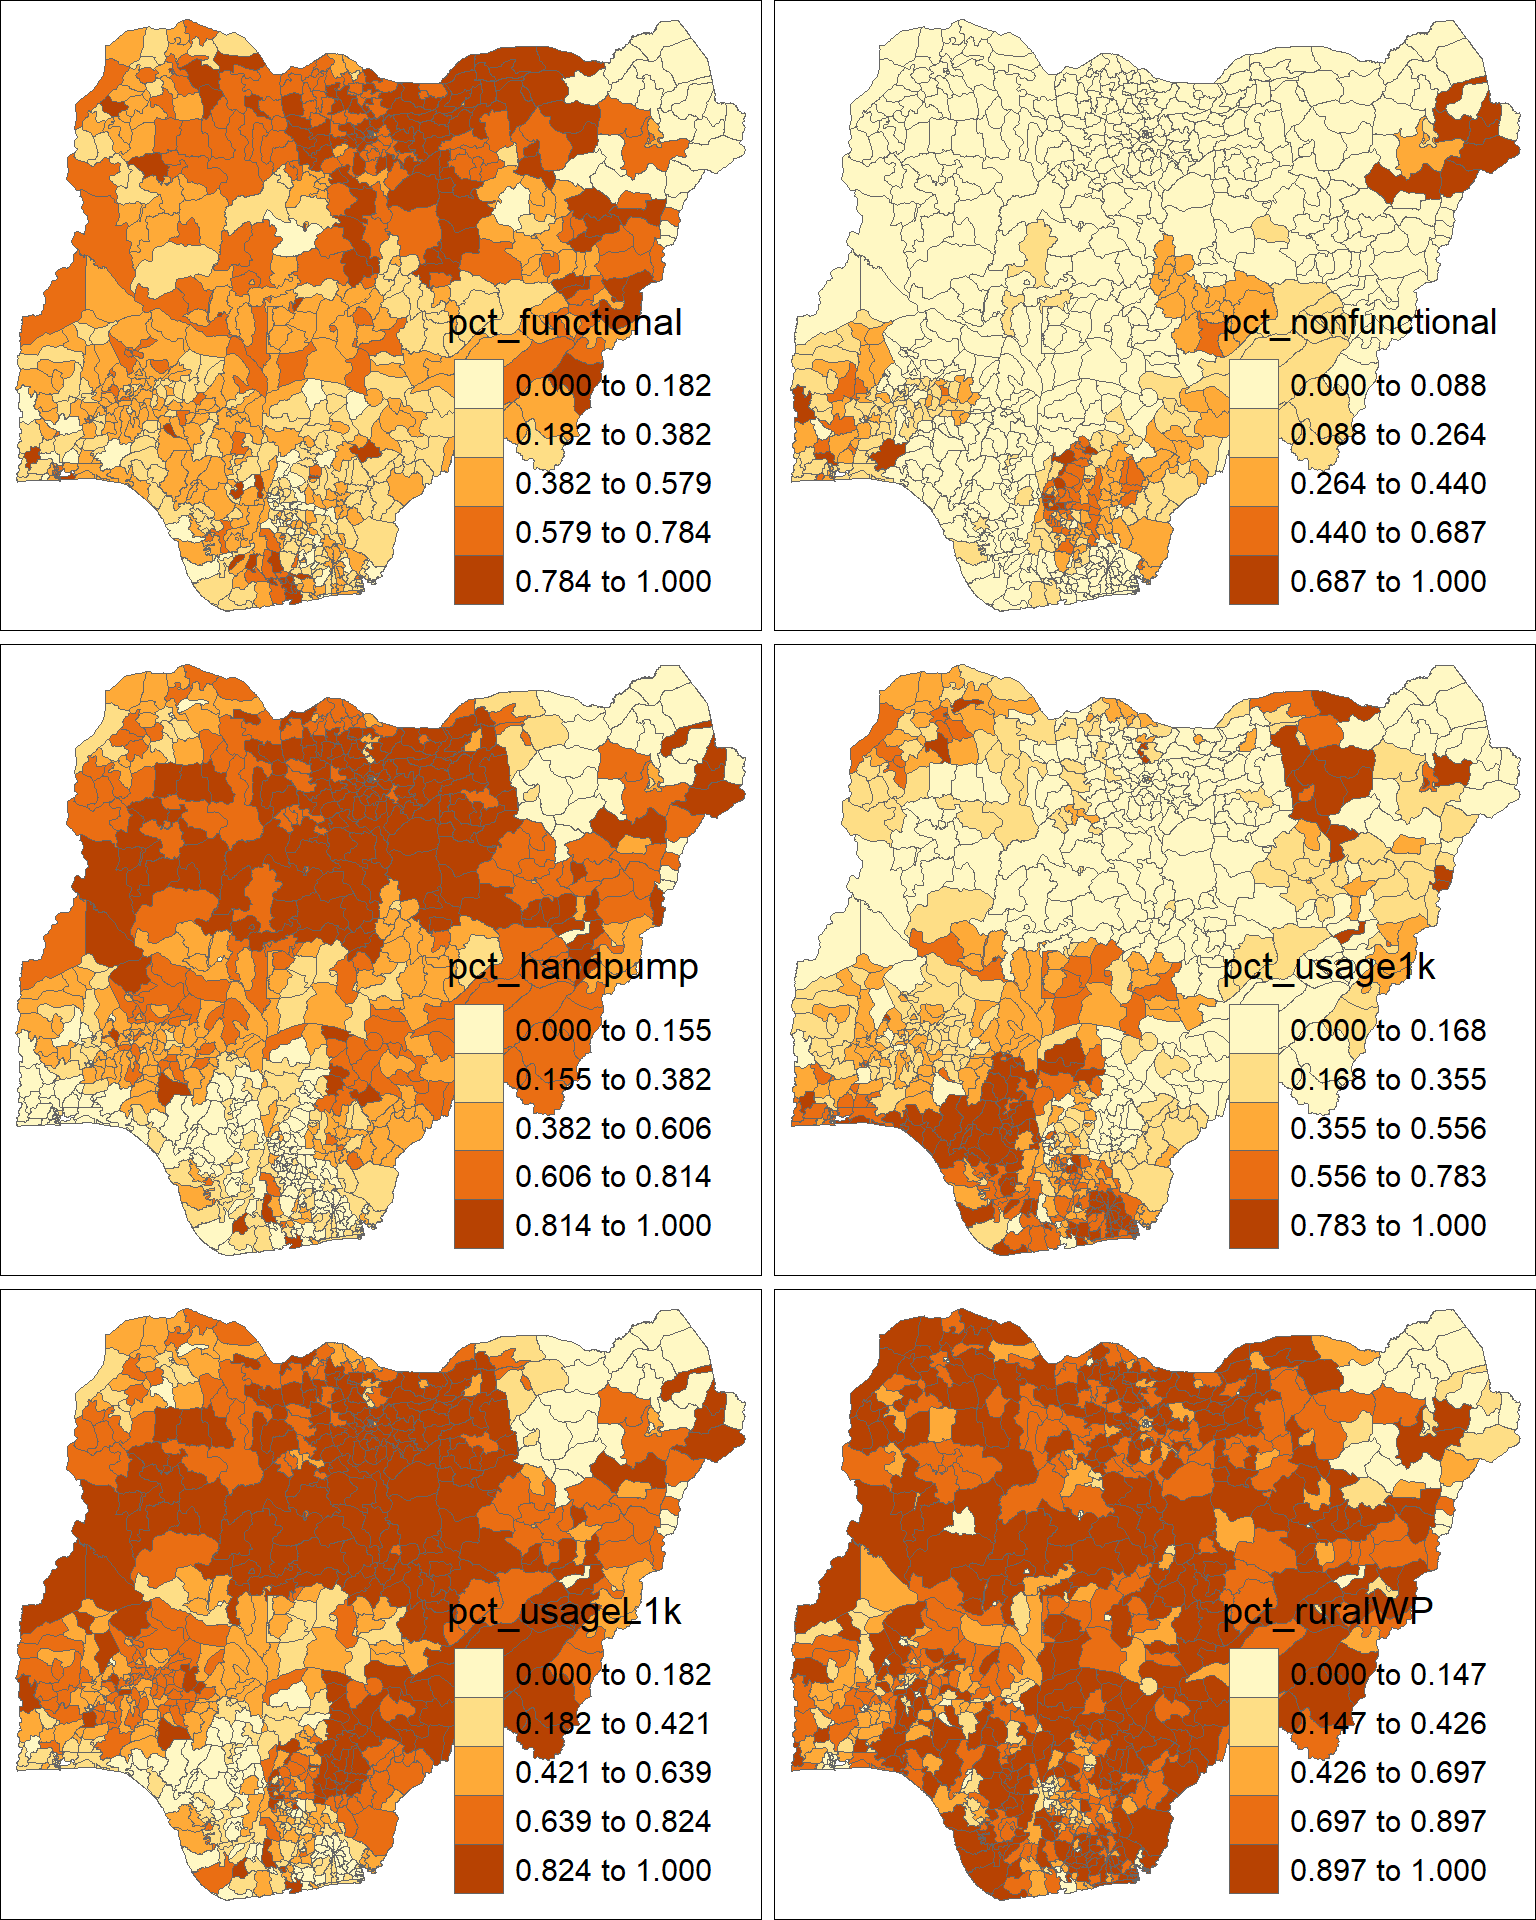 pct_functional
0.000 to 0.182
0.182 to 0.382
0.382 to 0.579
0.579 to 0.784
0.784 to 1.000
pct_nonfunctional
0.000 to 0.088
0.088 to 0.264
0.264 to 0.440
0.440 to 0.687
0.687 to 1.000
pct_handpump
0.000 to 0.155
0.155 to 0.382
0.382 to 0.606
0.606 to 0.814
0.814 to 1.000
pct_usage1k
0.000 to 0.168
0.168 to 0.355
0.355 to 0.556
0.556 to 0.783
0.783 to 1.000
pct_usageL1k
0.000 to 0.182
0.182 to 0.421
0.421 to 0.639
0.639 to 0.824
0.824 to 1.000
pct_ruralWP
0.000 to 0.147
0.147 to 0.426
0.426 to 0.697
0.697 to 0.897
0.897 to 1.000